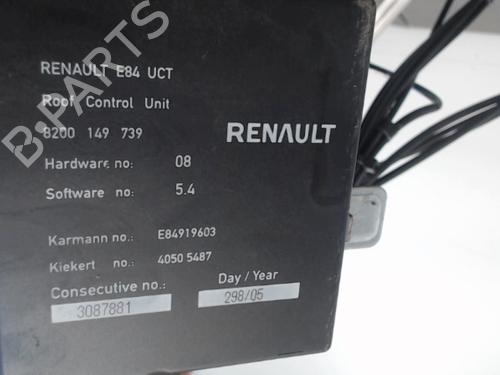 RENAULT E84 UCT
Roof Control Unit
8200 149 739
RENAULT
Hardware no: 08
Software no: 5.4
Karmann no.: E84919603
Kiekert no.: 4050 5487
Consecutive no.: Day / Year
3087881 298/05
B-PARTS